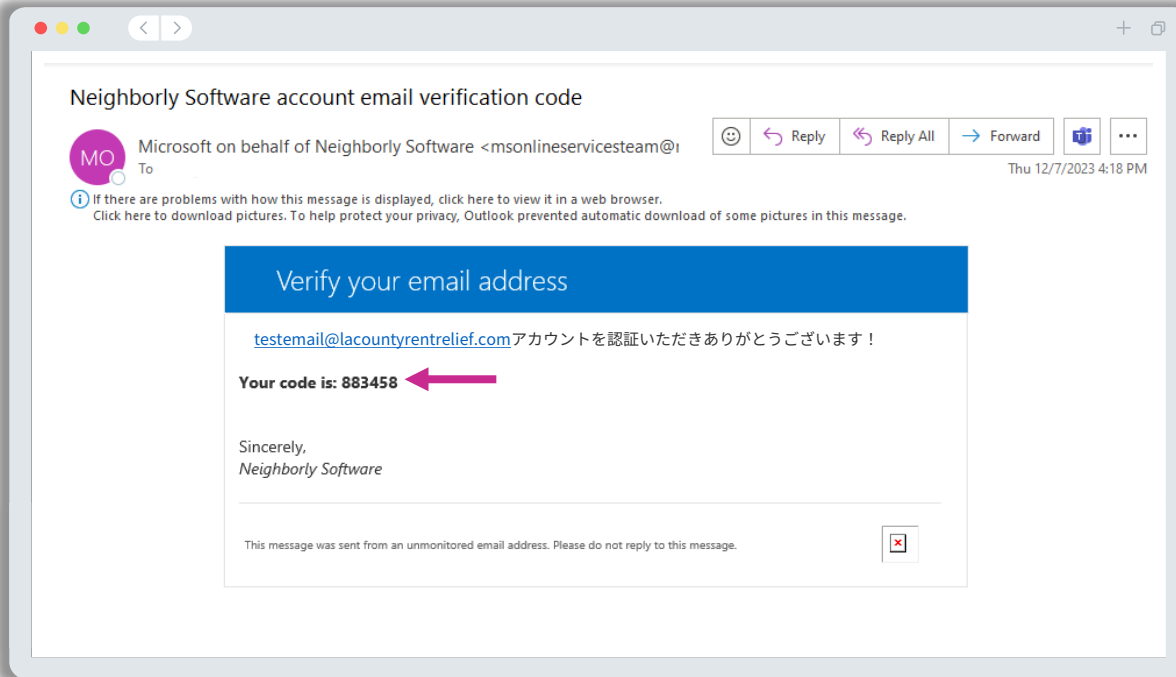 Neighborly Software account email verification code
MO
Microsoft on behalf of Neighborly Software <msonlineservicesteam@
Reply
Reply All
Forward
To
Thu 12/7/2023 4:18 PM
If there are problems with how this message is displayed, click here to view it in a web browser.
Click here to download pictures. To help protect your privacy, Outlook prevented automatic download of some pictures in this message.
Verify your email address
testemail@lacountyrentrelief.comアカウントを認証いただきありがとうございます！
Your code is: 883458
Sincerely,
Neighborly Software
This message was sent from an unmonitored email address. Please do not reply to this message.